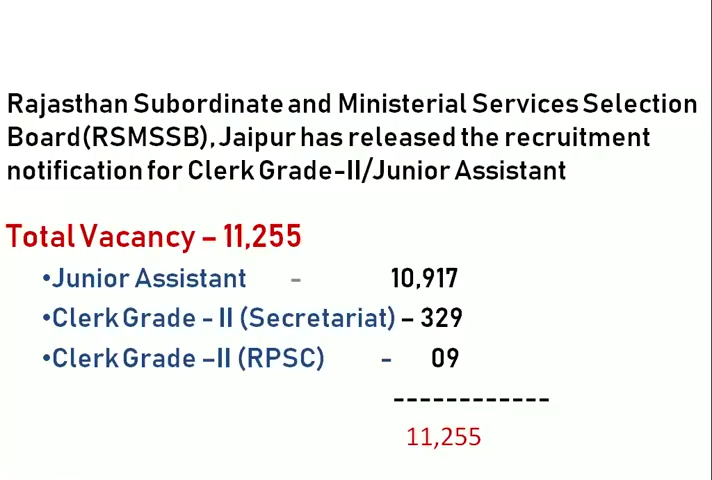 Rajasthan Subordinate and Ministerial Services Selection
Board(RSMSSB), Jaipur has released the recruitment
notification for Clerk Grade-II/Junior Assistant
Total Vacancy – 11,255
•Junior Assistant - 10,917
•Clerk Grade - II (Secretariat) – 329
•Clerk Grade –II (RPSC) - 09
------------
11,255